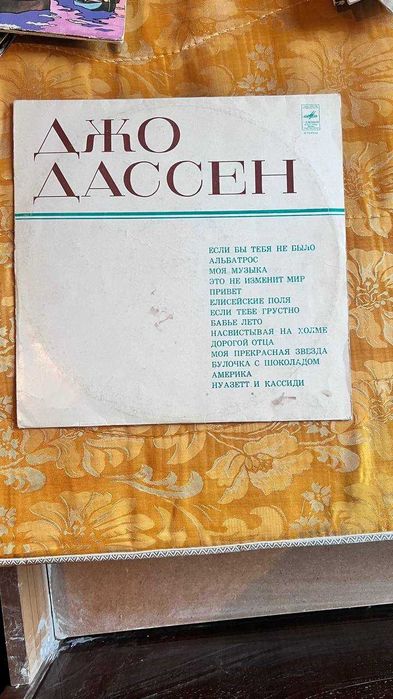 ДЖО
ДАССЕН
ЕСЛИ БЫ ТЕБЯ НЕ БЫЛО
АЛЬБАТРОС
МОЯ МУЗЫКА
ЭТО НЕ ИЗМЕНИТ МИР
ПРИВЕТ
ЕЛИСЕЙСКИЕ ПОЛЯ
ЕСЛИ ТЕБЕ ГРУСТНО
БАБЬЕ ЛЕТО
НАСВИСТЫВАЯ НА ХОЛМЕ
ДОРОГОЙ ОТЦА
МОЯ ПРЕКРАСНАЯ ЗВЕЗДА
БУЛОЧКА С ШОКОЛАДОМ
АМЕРИКА
НУАЗЕТТ И КАССИДИ